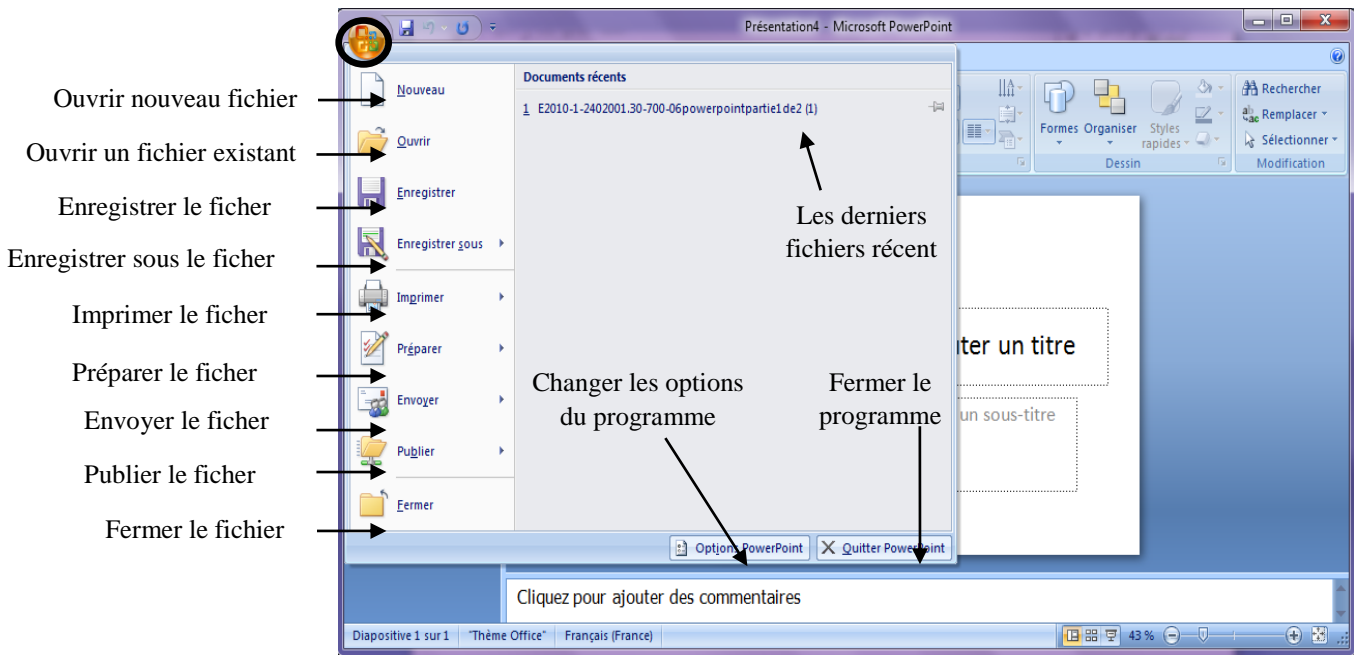 Présentation4 - Microsoft PowerPoint
Ouvrir nouveau fichier
Ouvrir un fichier existant
Enregistrer le ficher
Enregistrer sous le ficher
Imprimer le ficher
Préparer le ficher
Envoyer le ficher
Publier le ficher
Fermer le fichier
Nouveau
Ouvrir
Enregistrer
Enregistrer sous
Imprimer
Préparer
Envoyer
Publier
Fermer
Documents récents
1 E2010-1-2402001.30-700-06powerpointpartie1de2 (1)
Les derniers
fichiers récent
Changer les options
du programme
Fermer le
programme
Options PowerPoint
Quitter PowerPoint
Formes Organiser Styles
rapides
Dessin
Rechercher
Remplacer
Sélectionner
Modification
un titre
un sous-titre
Cliquez pour ajouter des commentaires
Diapositive 1 sur 1 "Thème Office" Français (France) 43 %